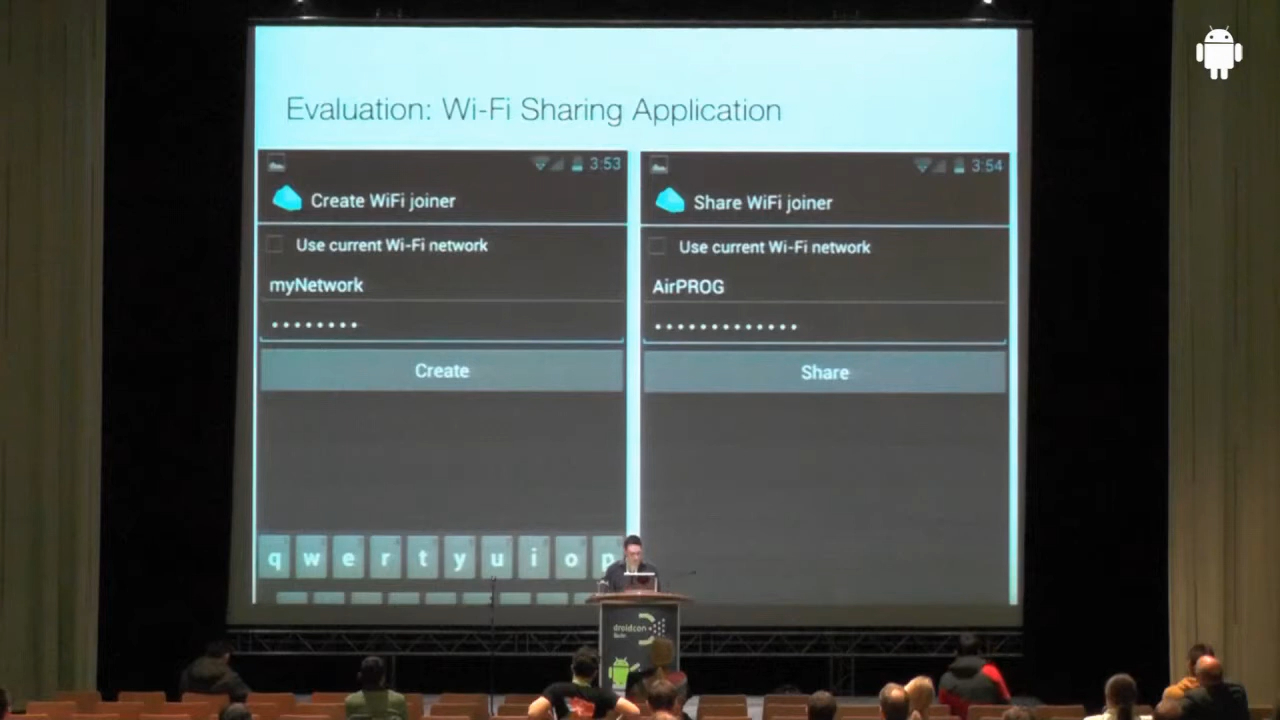 Evaluation: Wi-Fi Sharing Application
3:53
Create WiFi joiner
Use current Wi-Fi network
myNetwork
Create
q w e r t y u i o p
3:54
Share WiFi joiner
Use current Wi-Fi network
AirPROG
Share
droidcon
Berlin